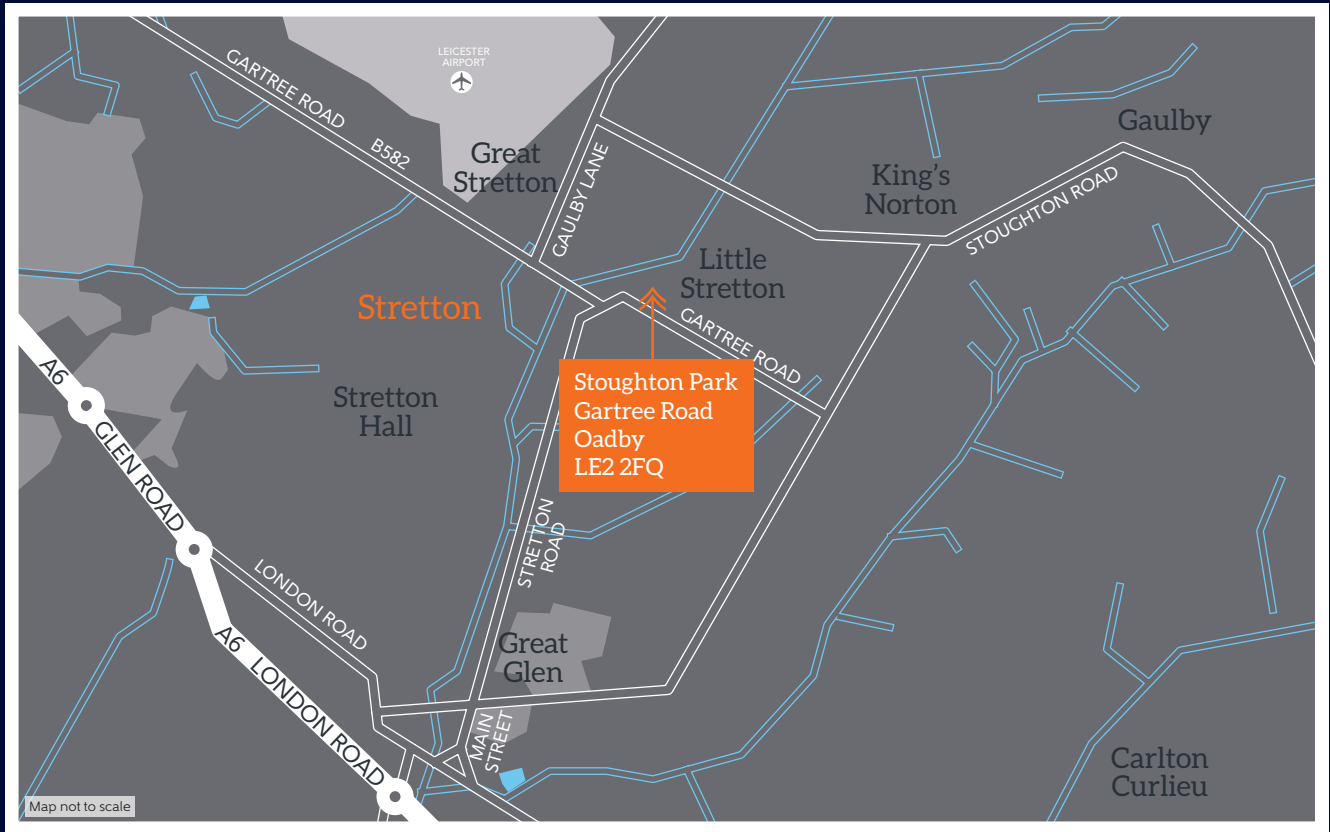 LEICESTER
AIRPORT
GARTREE ROAD
B582
Great
Stretton
GAULBY LANE
Gaulby
King's
Norton
STOUGHTON ROAD
Little
Stretton
Stretton
GARTREE ROAD
Stoughton Park
Gartree Road
Oadby
LE2 2FQ
Stretton
Hall
A6
GLEN ROAD
STRETTON
ROAD
LONDON ROAD
Great
Glen
A6 LONDON ROAD
MAIN
STREET
Carlton
Curlieu
Map not to scale